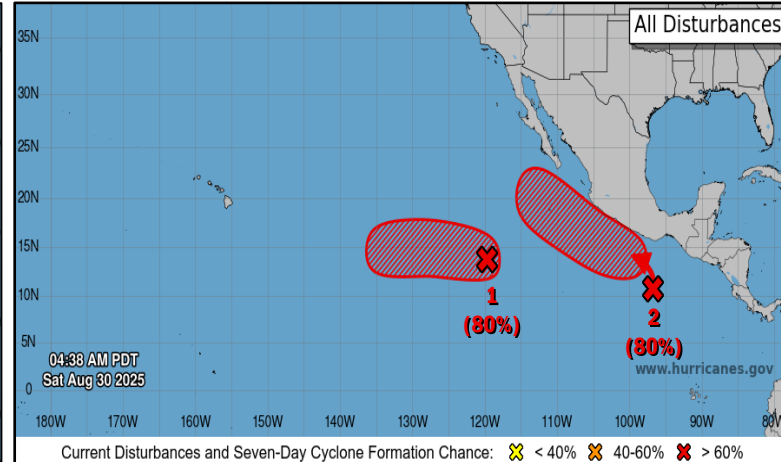 All Disturbances
35N
30N
25N
20N
15N
10N
5N
0
1
(80%)
2
(80%)
www.hurricanes.gov
04:38 AM PDT
Sat Aug 30 2025
180W 170W 160W 150W 140W 130W 120W 110W 100W 90W 80W
Current Disturbances and Seven-Day Cyclone Formation Chance: < 40% 40-60% > 60%